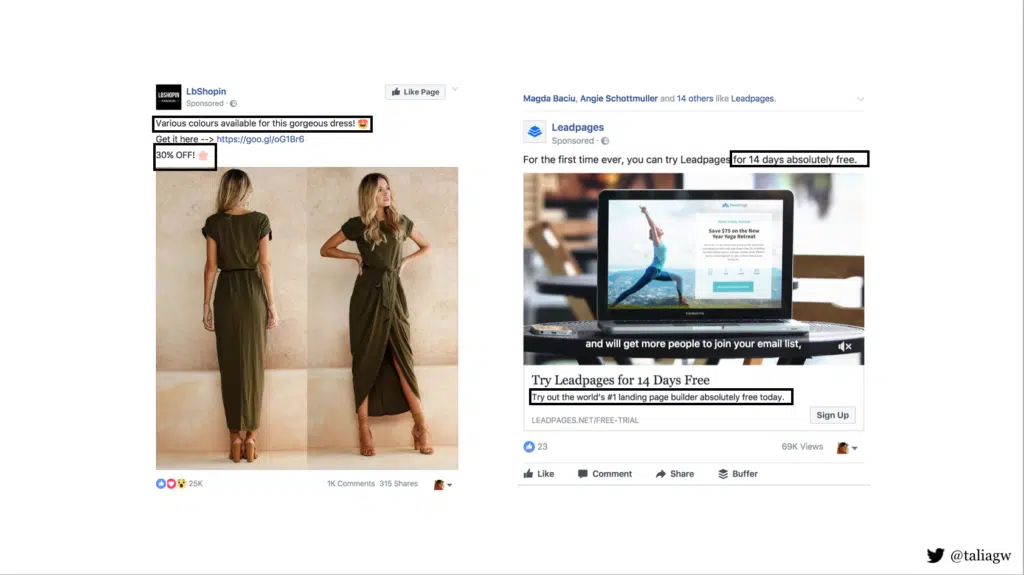 LBSHOPIN
LbShopin
Sponsored ·
Like Page
Various colours available for this gorgeous dress! 🤩
Get it here --> https://goo.gl/oG1Br6
30% OFF!
25K
1K Comments 315 Shares
Magda Baciu, Angie Schottmuller and 14 others like Leadpages.
Leadpages
Sponsored ·
For the first time ever, you can try Leadpages for 14 days absolutely free.
Save $75 on the New
Year Yoga Retreat
and will get more people to join your email list,
Try Leadpages for 14 Days Free
Try out the world's #1 landing page builder absolutely free today.
LEADPAGES.NET/FREE-TRIAL
Sign Up
23
69K Views
Like Comment Share Buffer
@taliagw